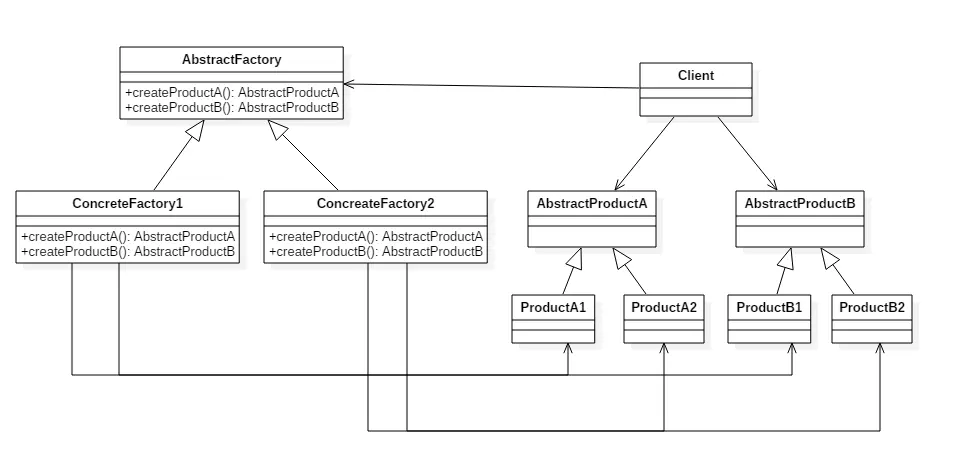 AbstractFactory
+createProductA(): AbstractProductA
+createProductB(): AbstractProductB
Client
ConcreteFactory1
+createProductA(): AbstractProductA
+createProductB(): AbstractProductB
ConcreateFactory2
+createProductA(): AbstractProductA
+createProductB(): AbstractProductB
AbstractProductA
AbstractProductB
ProductA1
ProductA2
ProductB1
ProductB2